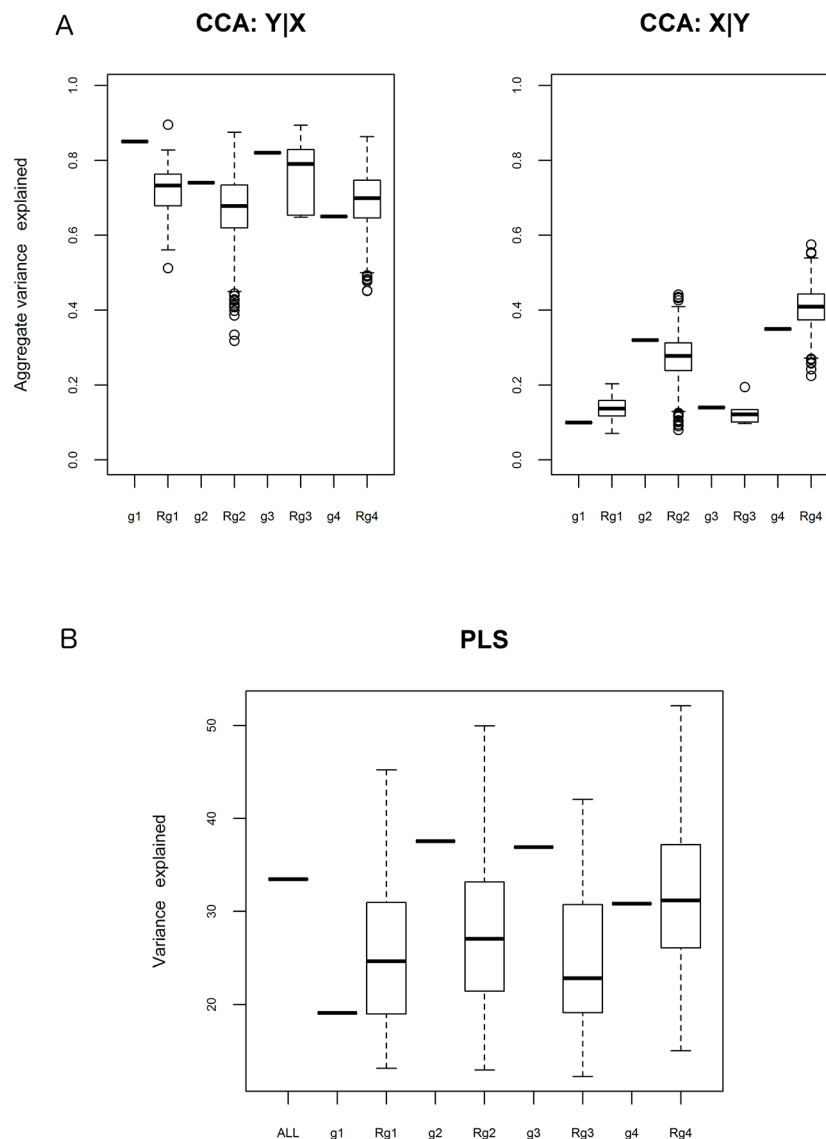 A
CCA: Y|X
CCA: X|Y
Aggregate variance explained
1.0
0.8
0.6
0.4
0.2
0.0
g1 Rg1 g2 Rg2 g3 Rg3 g4 Rg4
1.0
0.8
0.6
0.4
0.2
0.0
g1 Rg1 g2 Rg2 g3 Rg3 g4 Rg4
B
PLS
Variance explained
50
40
30
20
ALL g1 Rg1 g2 Rg2 g3 Rg3 g4 Rg4